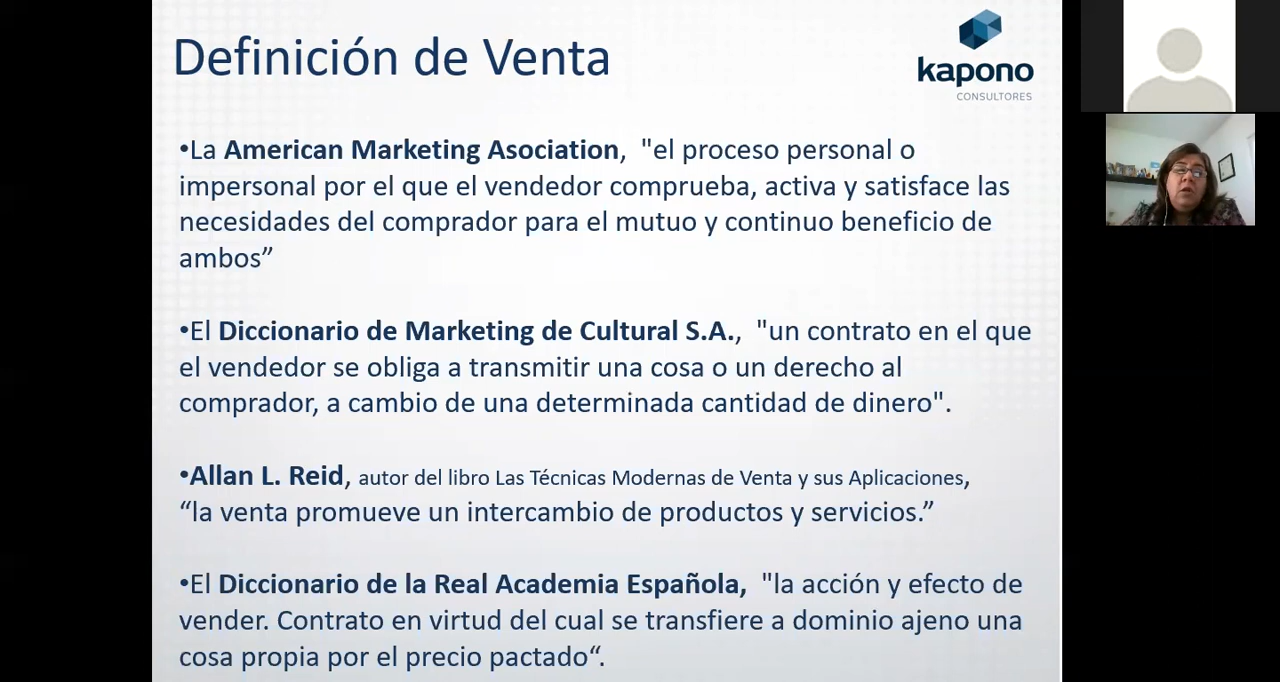 Definición de Venta
kapono
CONSULTORES
•La American Marketing Asociation, "el proceso personal o
impersonal por el que el vendedor comprueba, activa y satisface las
necesidades del comprador para el mutuo y continuo beneficio de
ambos”
•El Diccionario de Marketing de Cultural S.A., "un contrato en el que
el vendedor se obliga a transmitir una cosa o un derecho al
comprador, a cambio de una determinada cantidad de dinero".
•Allan L. Reid, autor del libro Las Técnicas Modernas de Venta y sus Aplicaciones,
“la venta promueve un intercambio de productos y servicios.”
•El Diccionario de la Real Academia Española, "la acción y efecto de
vender. Contrato en virtud del cual se transfiere a dominio ajeno una
cosa propia por el precio pactado“.